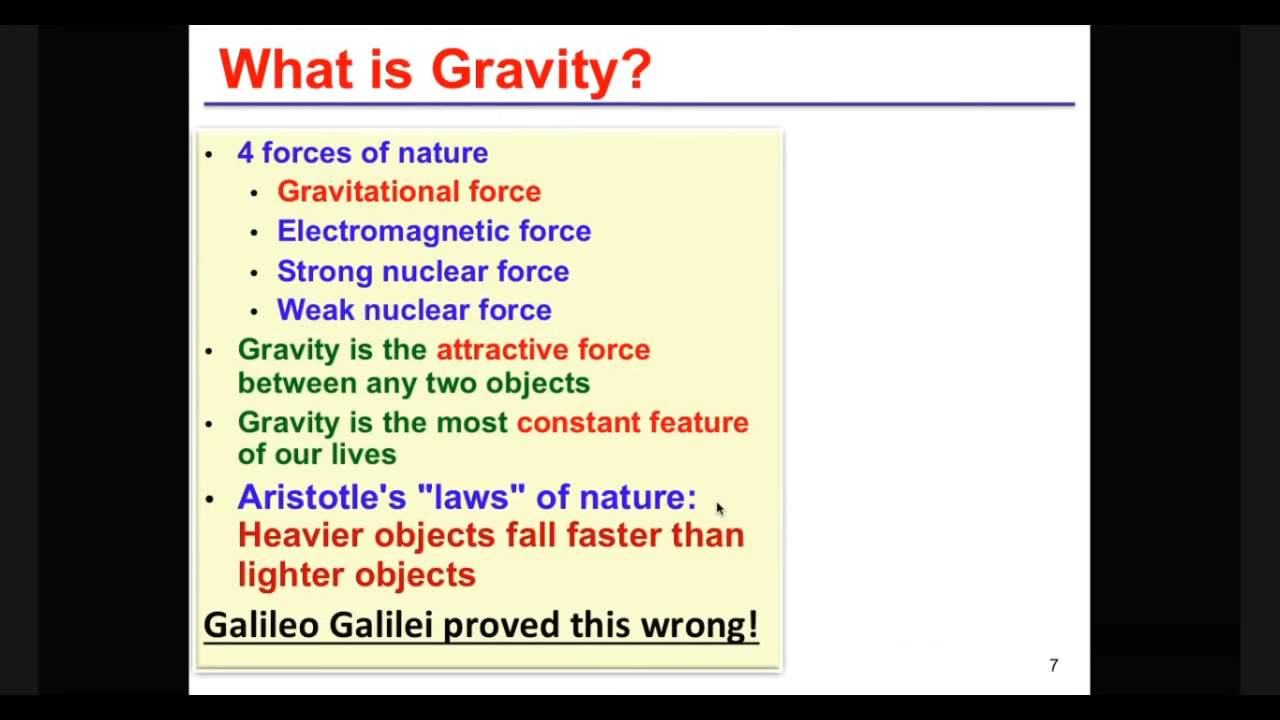 What is Gravity?
• 4 forces of nature
• Gravitational force
• Electromagnetic force
• Strong nuclear force
• Weak nuclear force
• Gravity is the attractive force
between any two objects
• Gravity is the most constant feature
of our lives
• Aristotle's "laws" of nature:
Heavier objects fall faster than
lighter objects
Galileo Galilei proved this wrong!
7